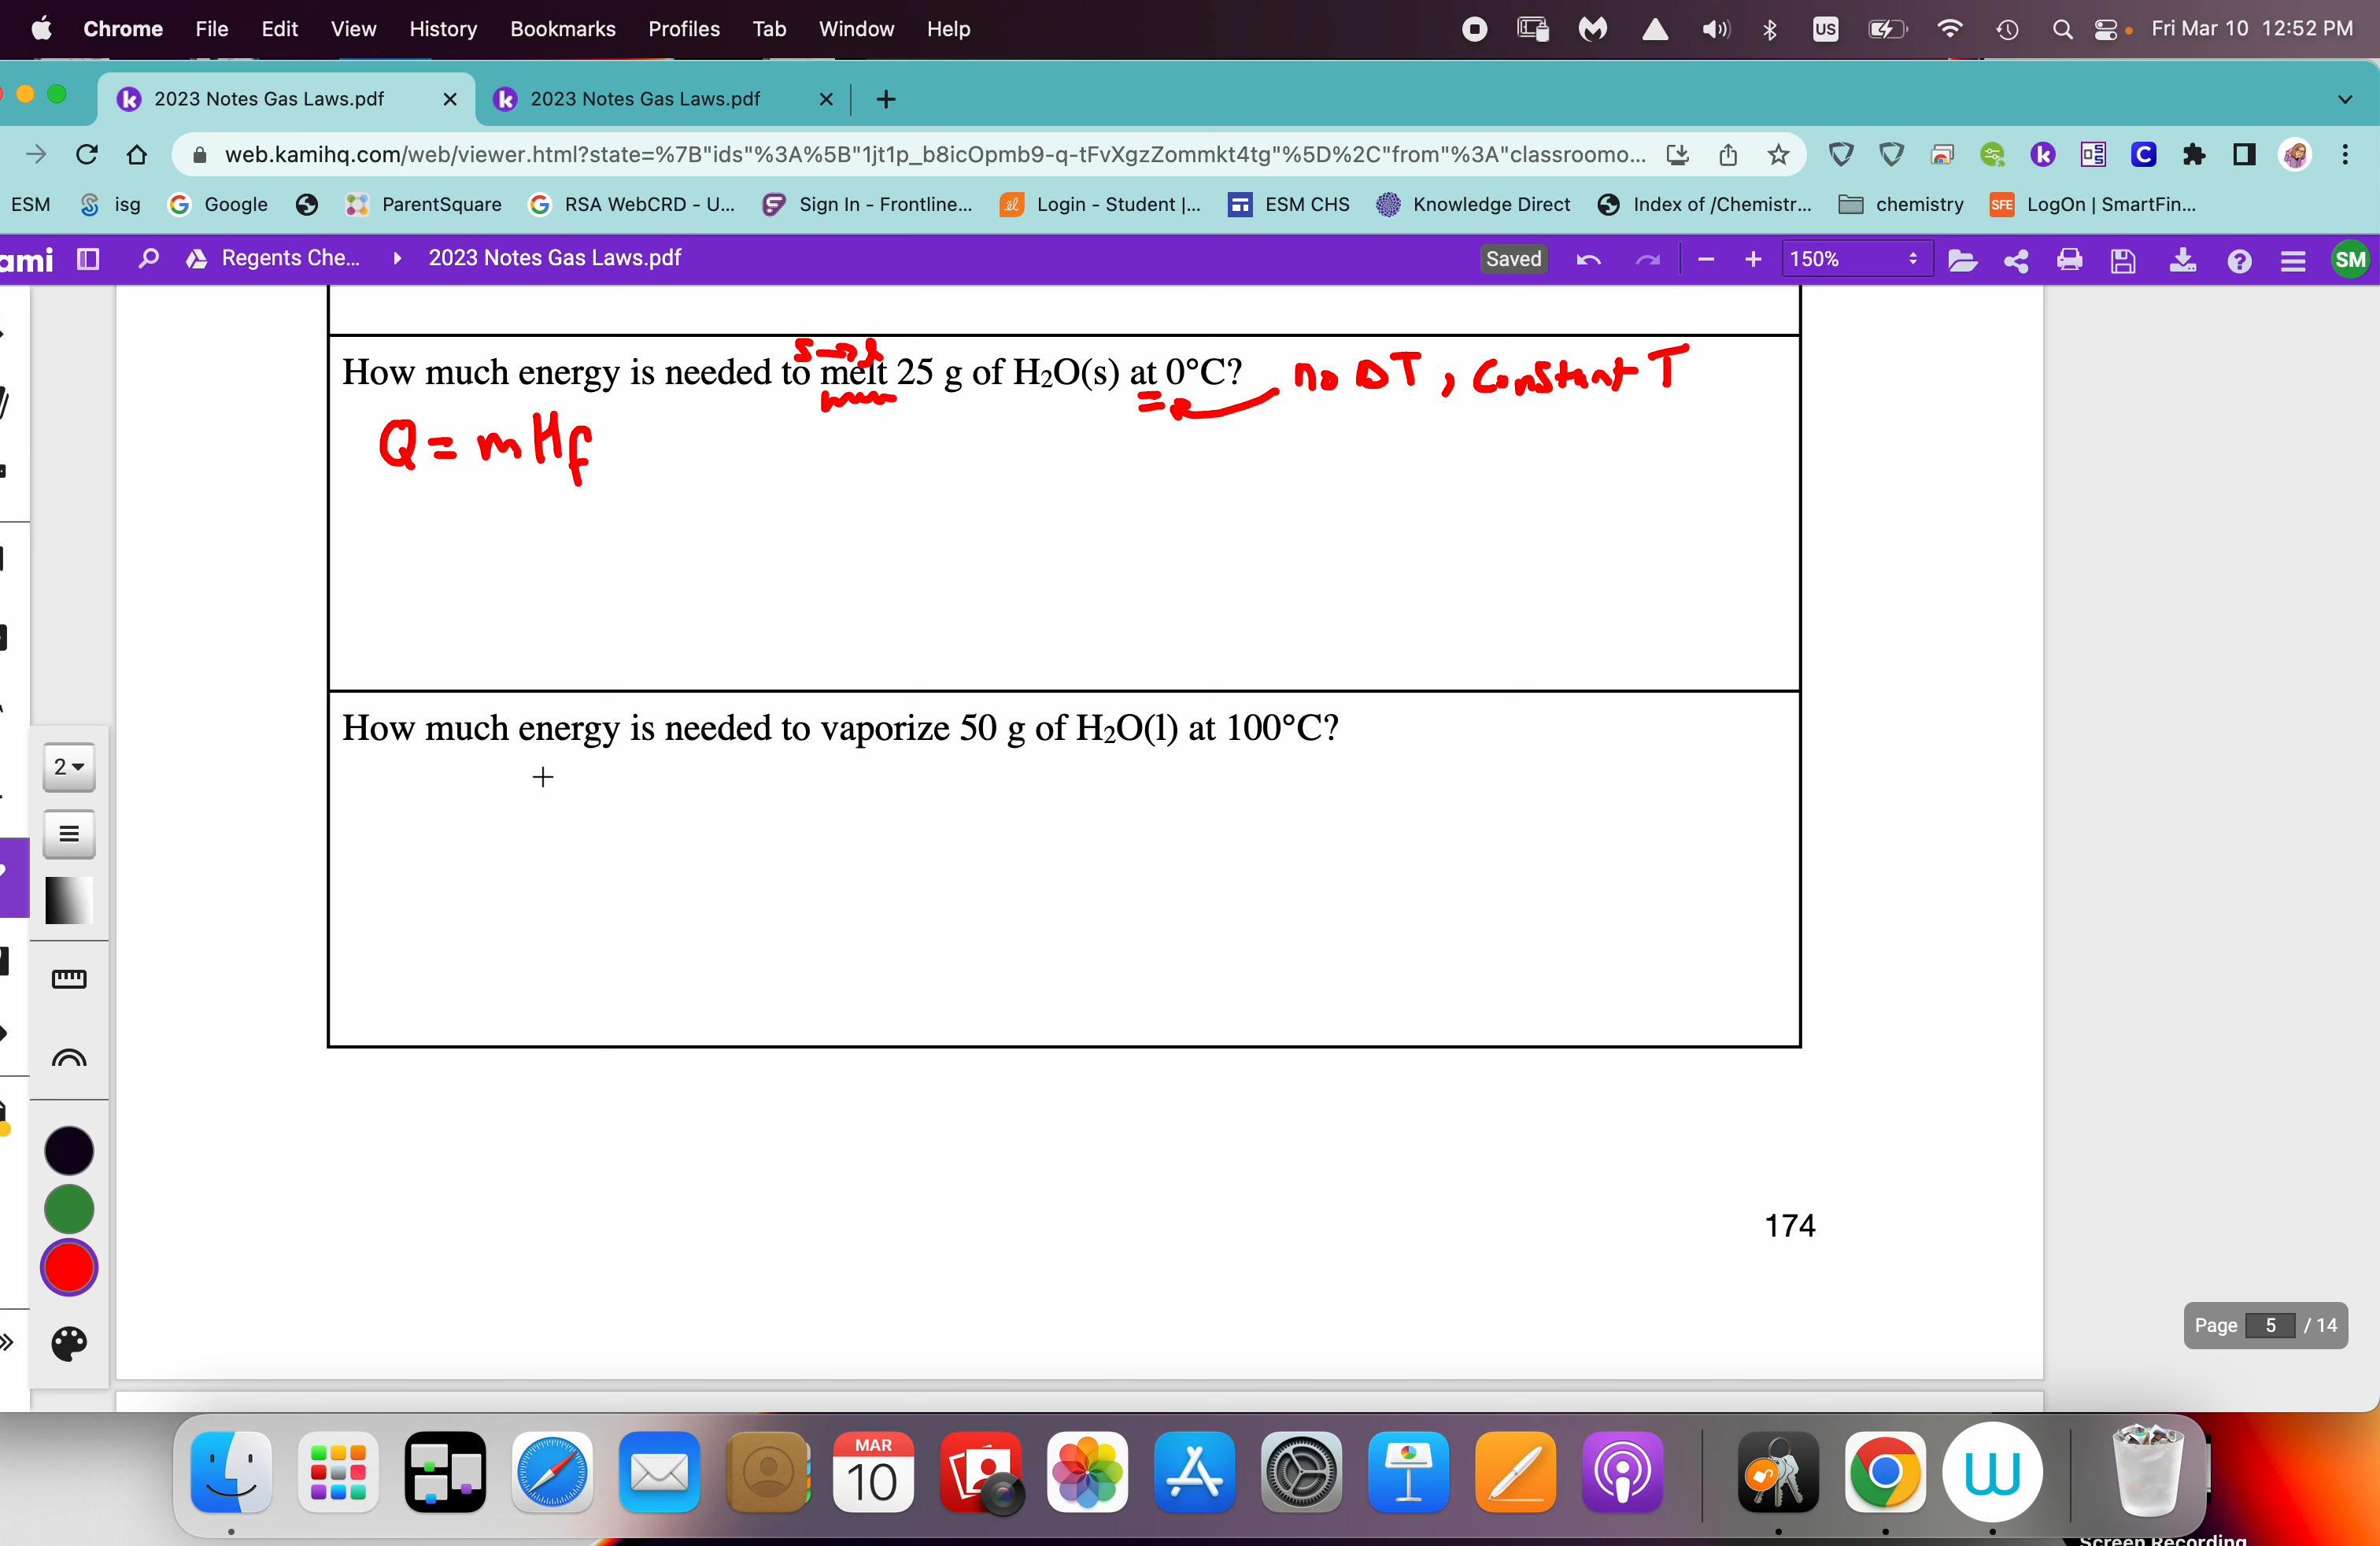 Chrome File Edit View History Bookmarks Profiles Tab Window Help US Fri Mar 10 12:52 PM
2023 Notes Gas Laws.pdf 2023 Notes Gas Laws.pdf
web.kamihq.com/web/viewer.html?state=%7B"ids"%3A%5B"1jt1p_b8icOpmb9-q-tFvXgzZommkt4tg"%5D%2C"from"%3A"classroomo...
ESM isg Google ParentSquare RSA WebCRD - U... Sign In - Frontline... Login - Student |... ESM CHS Knowledge Direct Index of /Chemistr... chemistry SFE LogOn | SmartFin...
ami Regents Che... 2023 Notes Gas Laws.pdf Saved 150% SM
s→l
How much energy is needed to melt 25 g of H₂O(s) at 0°C? no ΔT, Constant T
Q = mHf
How much energy is needed to vaporize 50 g of H₂O(l) at 100°C?
2
174
Page 5 / 14
MAR
10
Screen Recording